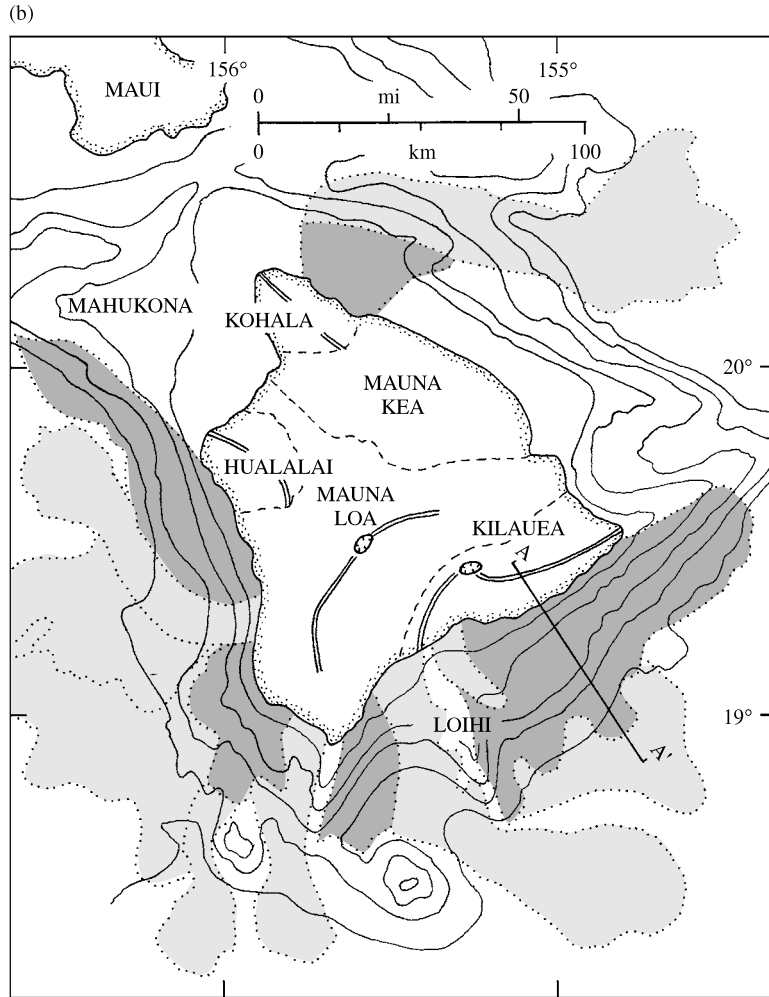 (b)
156°
155°
MAUI
0 mi 50
0 km 100
MAHUKONA
KOHALA
20°
MAUNA
KEA
HUALALAI
MAUNA
LOA
KILAUEA
A
19°
LOIHI
A'